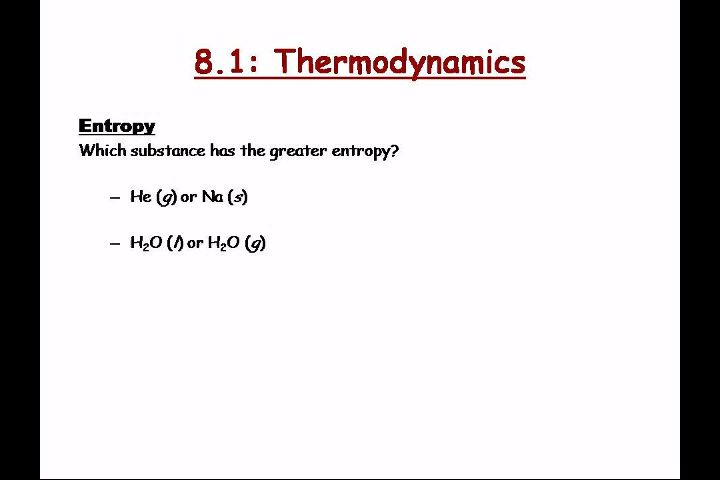 8.1: Thermodynamics
Entropy
Which substance has the greater entropy?
– He (g) or Na (s)
– H₂O (l) or H₂O (g)